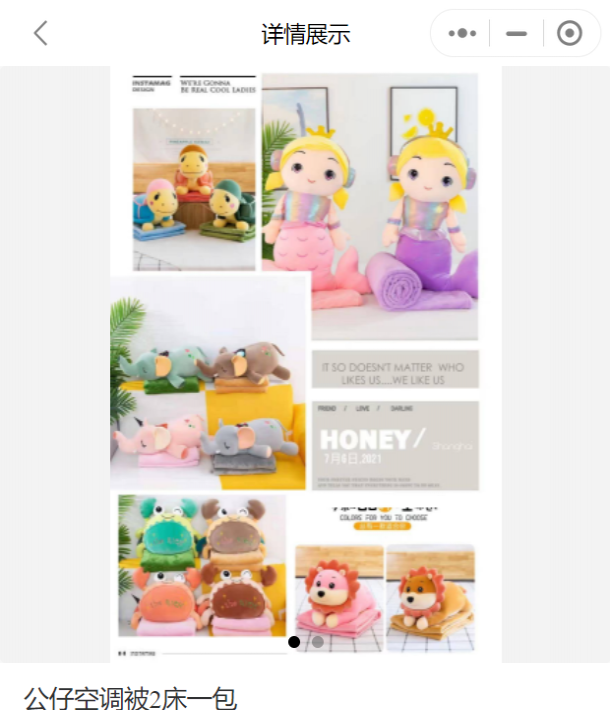 详情展示
INSTAMAG
DESIGN
WE'RE GONNA
BE REAL COOL LADIES
IT SO DOESN'T MATTER WHO
LIKES US.....WE LIKE US
FRIEND / LOVE / DARLING
HONEY/
Shanghai
7月6日,2021
COLORS FOR YOU TO CHOOSE
公仔空调被2床一包